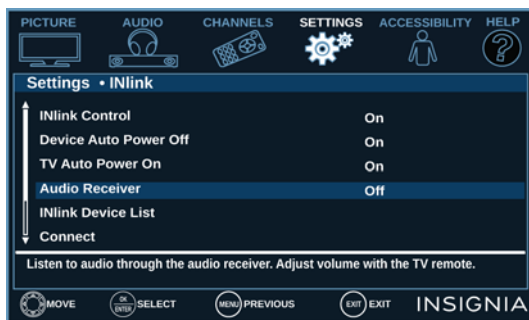 PICTURE AUDIO CHANNELS SETTINGS ACCESSIBILITY HELP
?
Settings • INlink
INlink Control On
Device Auto Power Off On
TV Auto Power On On
Audio Receiver Off
INlink Device List
Connect
Listen to audio through the audio receiver. Adjust volume with the TV remote.
MOVE OK ENTER SELECT MENU PREVIOUS EXIT EXIT INSIGNIA